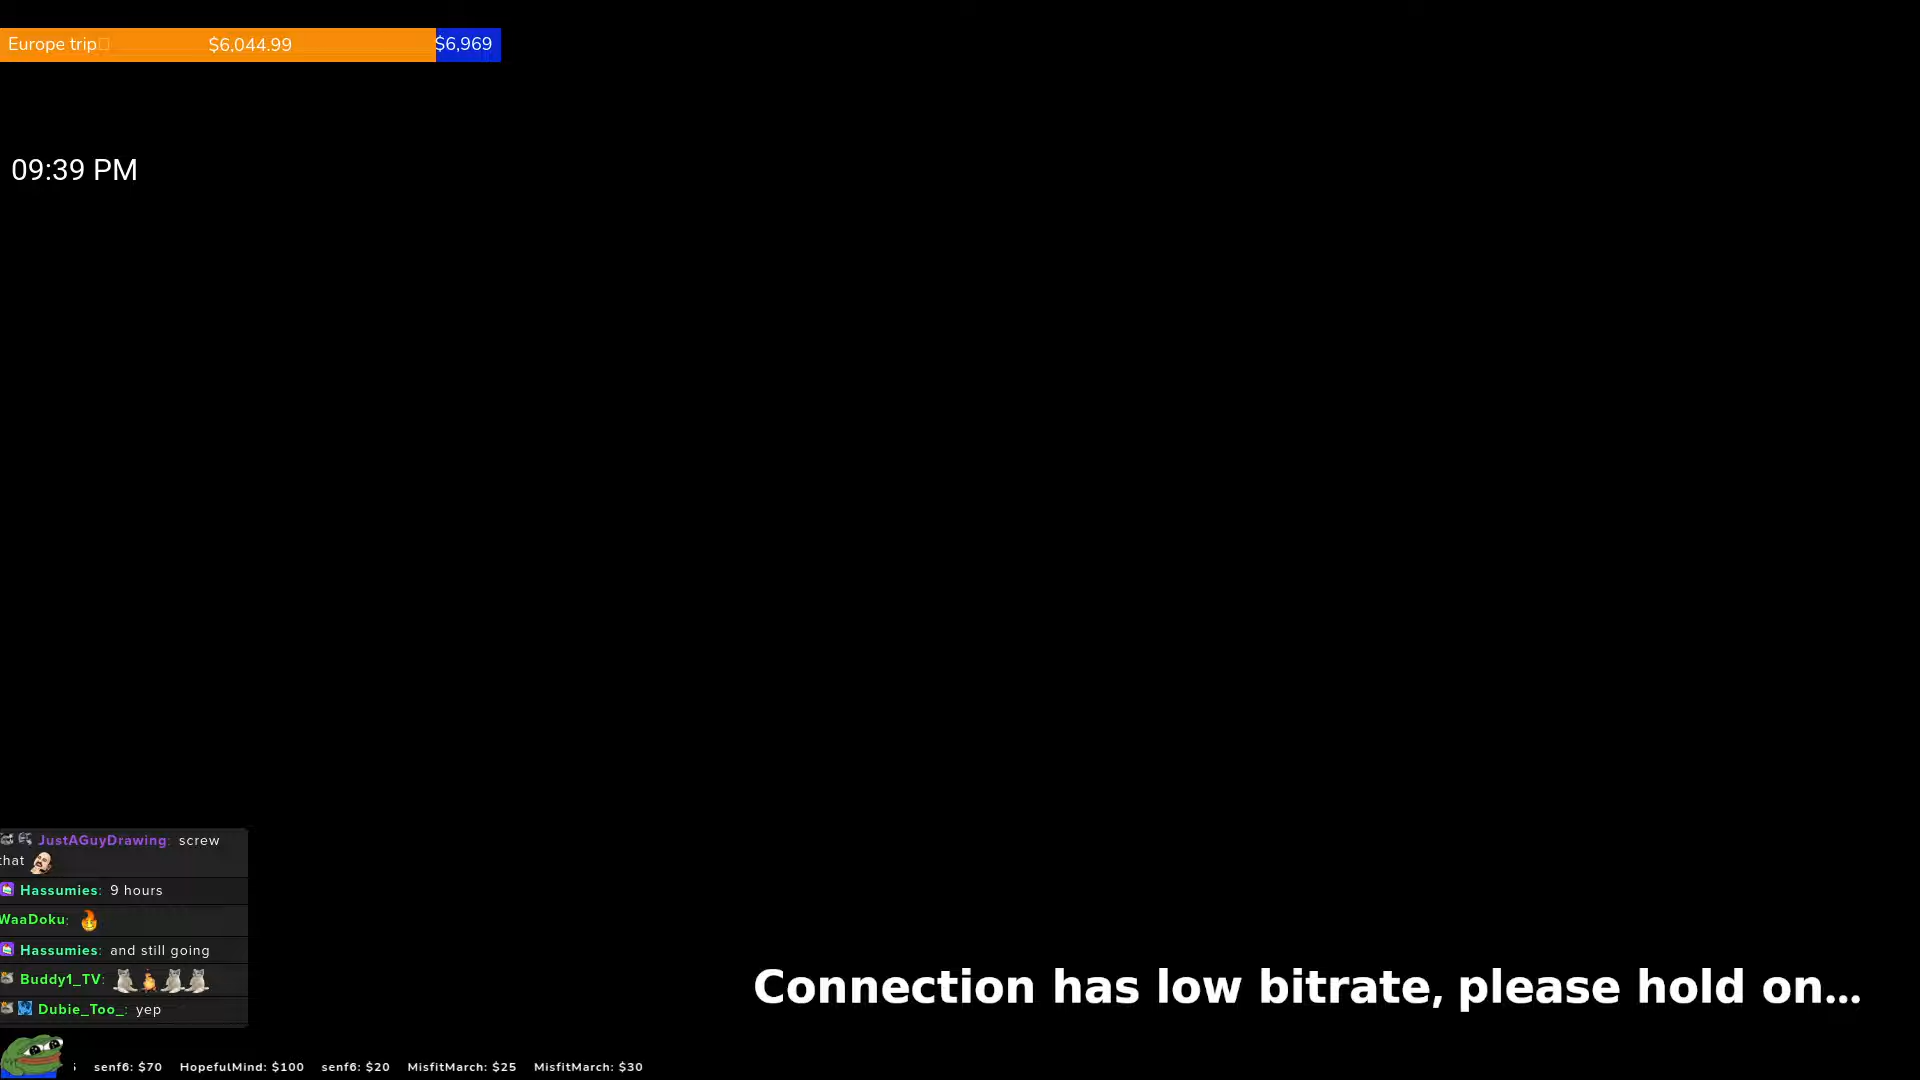 Europe trip $6,044.99 $6,969
09:39 PM
JustAGuyDrawing: screw
that
Hassumies: 9 hours
WaaDoku:
Hassumies: and still going
Buddy1_TV:
Dubie_Too_: yep
Connection has low bitrate, please hold on...
senf6: $70 HopefulMind: $100 senf6: $20 MisfitMarch: $25 MisfitMarch: $30